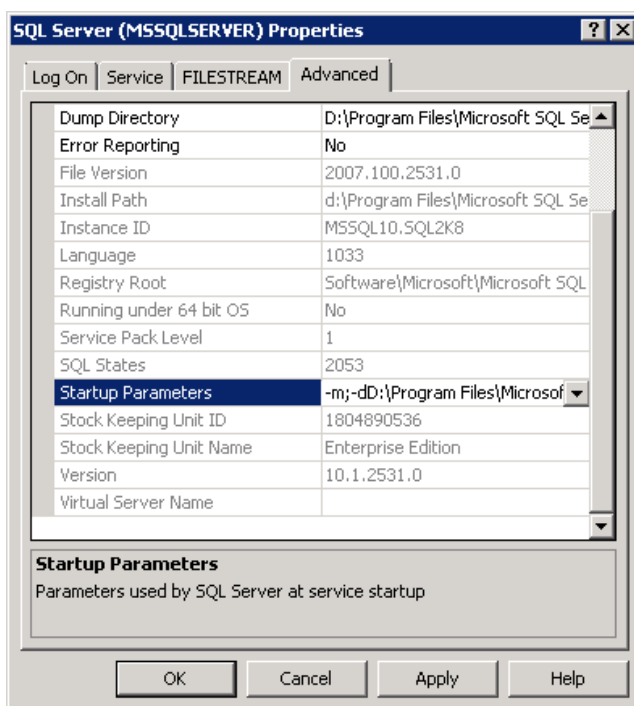 SQL Server (MSSQLSERVER) Properties
Log On Service FILESTREAM Advanced
Dump Directory D:\Program Files\Microsoft SQL Se
Error Reporting No
File Version 2007.100.2531.0
Install Path d:\Program Files\Microsoft SQL Se
Instance ID MSSQL10.SQL2K8
Language 1033
Registry Root Software\Microsoft\Microsoft SQL
Running under 64 bit OS No
Service Pack Level 1
SQL States 2053
Startup Parameters -m;-dD:\Program Files\Microsof
Stock Keeping Unit ID 1804890536
Stock Keeping Unit Name Enterprise Edition
Version 10.1.2531.0
Virtual Server Name
Startup Parameters
Parameters used by SQL Server at service startup
OK Cancel Apply Help